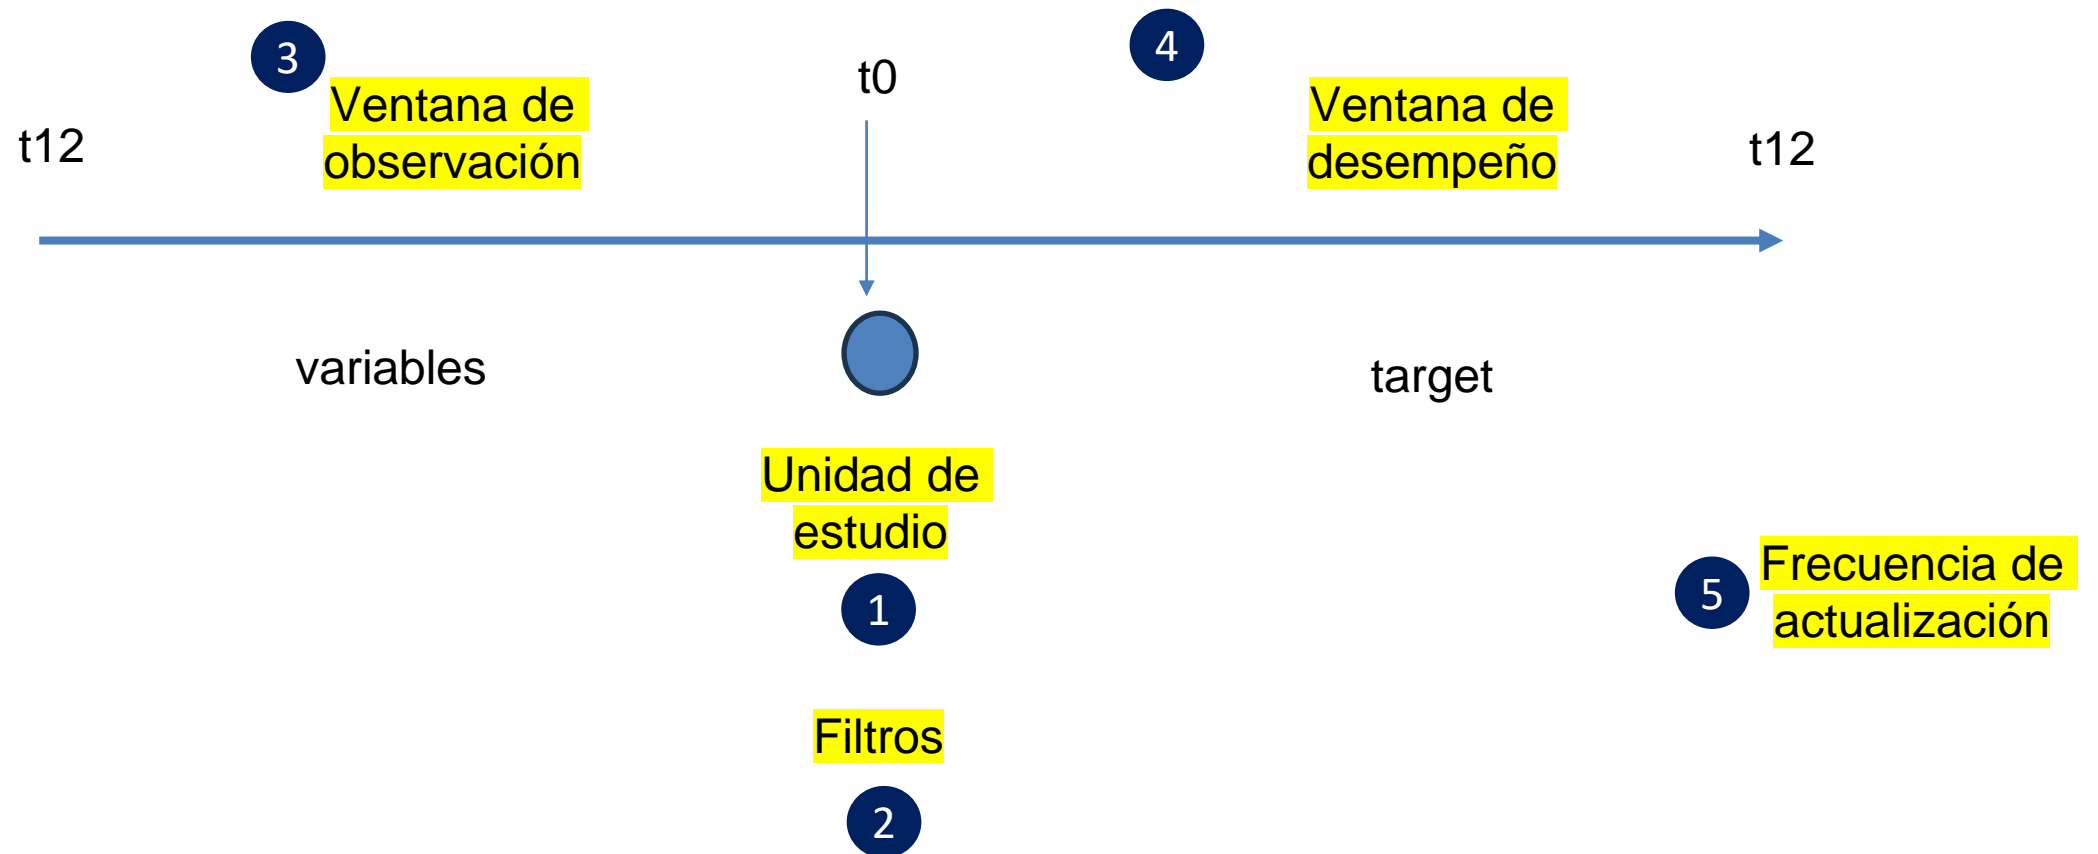 3
Ventana de
observación
t12
t0
4
Ventana de
desempeño
t12
variables
target
Unidad de
estudio
1
Filtros
2
5
Frecuencia de
actualización